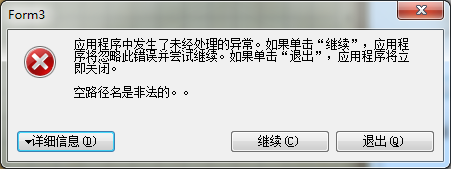 Form3
应用程序中发生了未经处理的异常。如果单击“继续”，应用程
序将忽略此错误并尝试继续。如果单击“退出”，应用程序将立
即关闭。
空路径名是非法的。。
详细信息(D)
继续(C)
退出(Q)